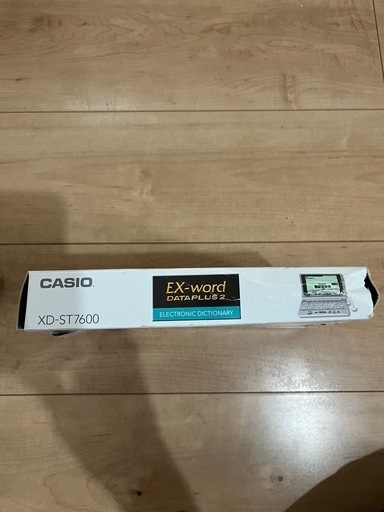 CASIO
XD-ST7600
EX-word
DATAPLUS 2
ELECTRONIC DICTIONARY